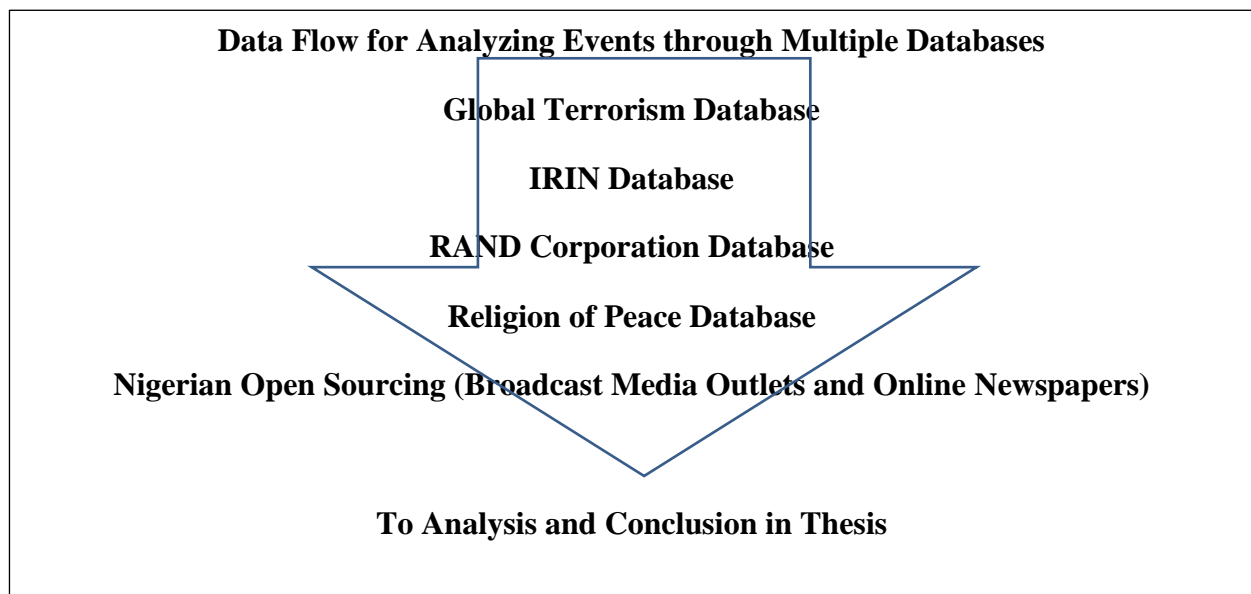 Data Flow for Analyzing Events through Multiple Databases
Global Terrorism Database
IRIN Database
RAND Corporation Database
Religion of Peace Database
Nigerian Open Sourcing (Broadcast Media Outlets and Online Newspapers)
To Analysis and Conclusion in Thesis